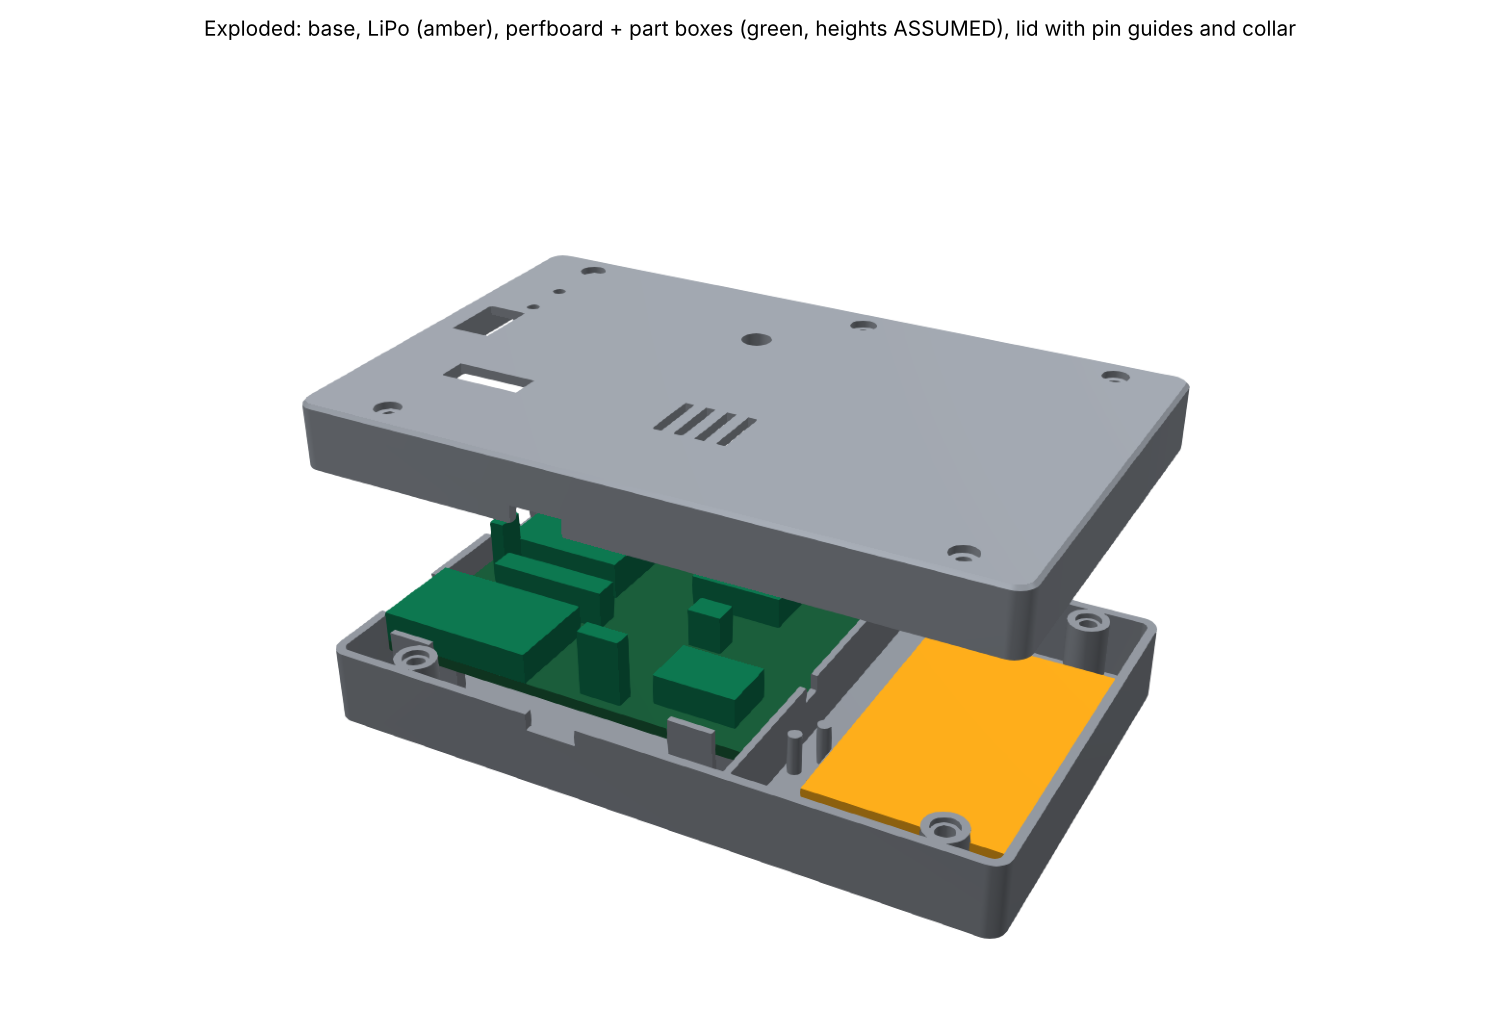 Exploded: base, LiPo (amber), perfboard + part boxes (green, heights ASSUMED), lid with pin guides and collar